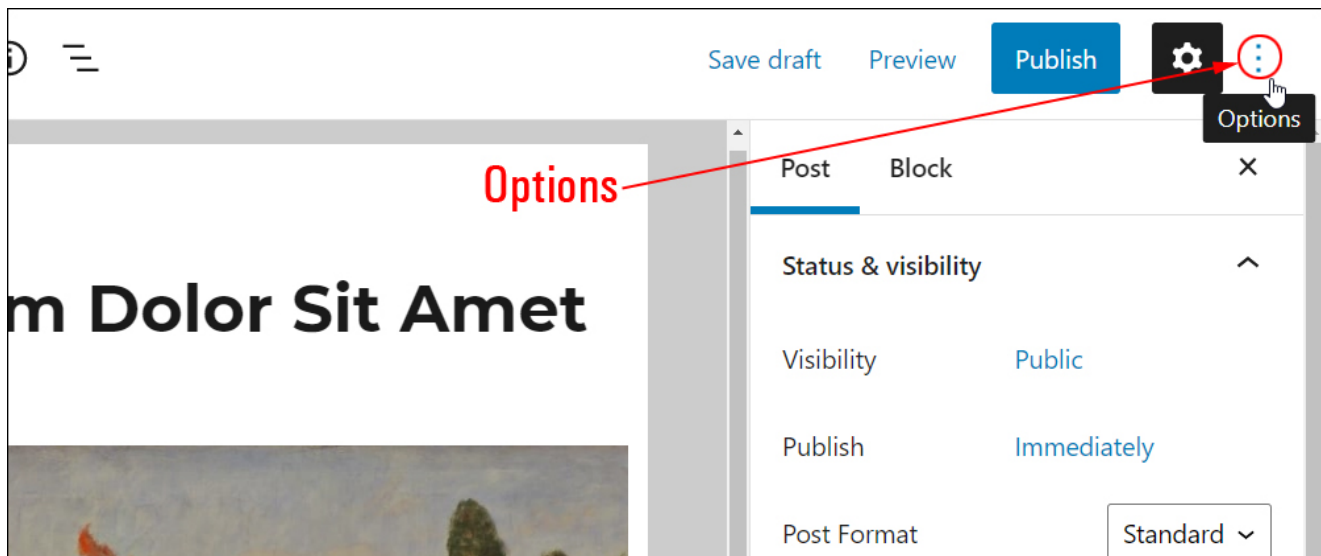 Save draft Preview Publish
Options
Post Block
Options
Status & visibility
m Dolor Sit Amet
Visibility Public
Publish Immediately
Post Format Standard